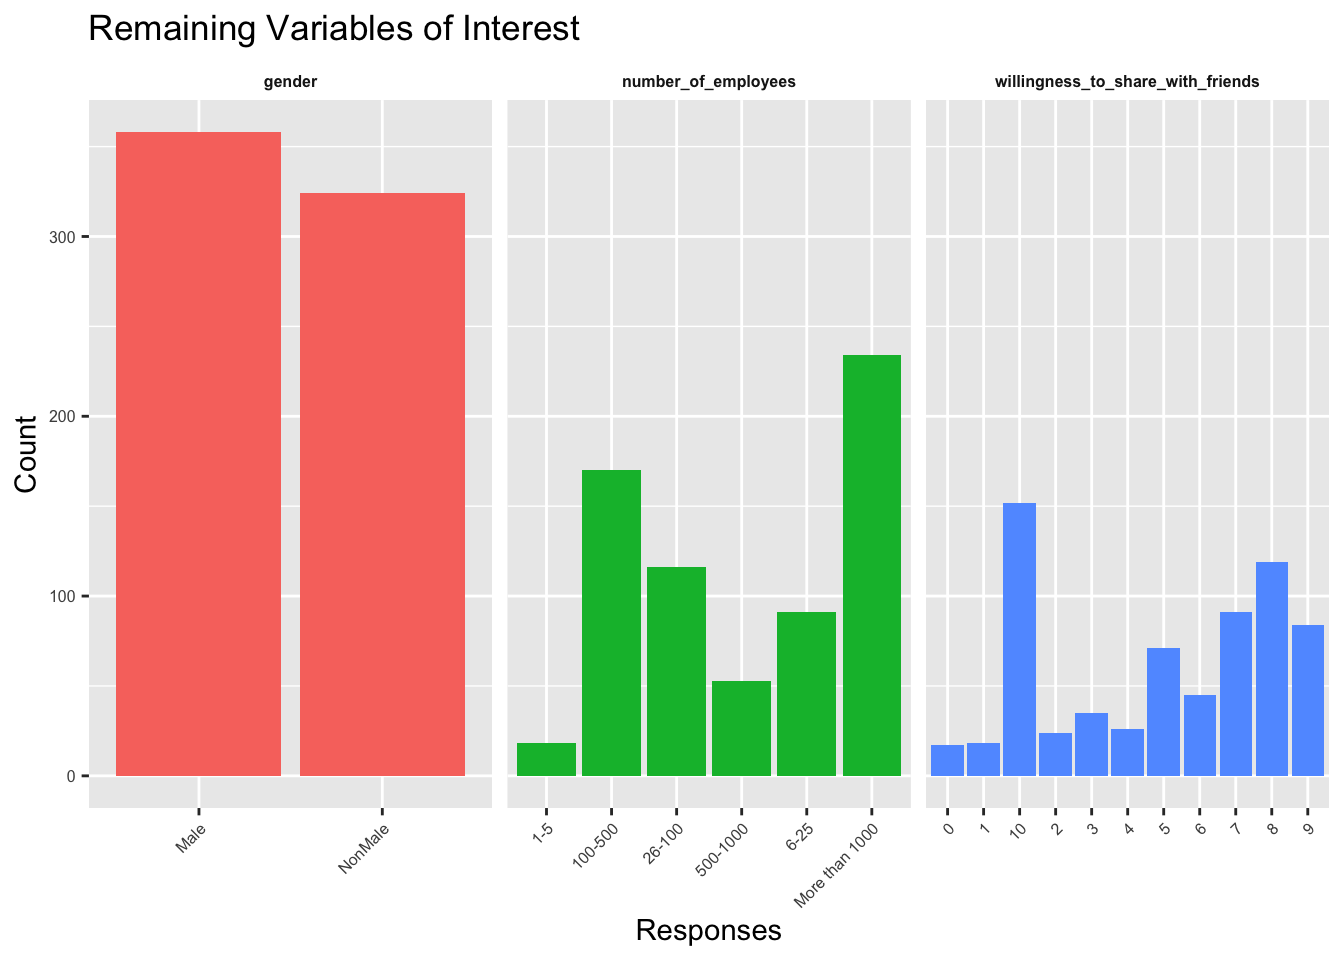 Remaining Variables of Interest
gender
number_of_employees
willingness_to_share_with_friends
Count
300
200
100
0
Male
NonMale
1-5
100-500
26-100
500-1000
6-25
More than 1000
0
1
10
2
3
4
5
6
7
8
9
Responses